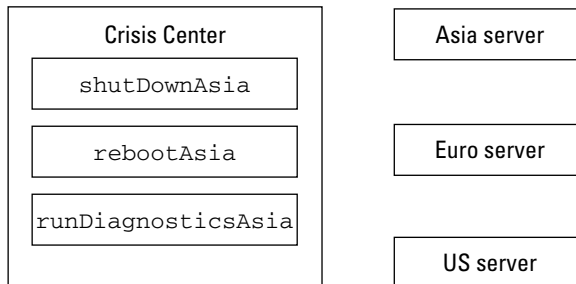 Crisis Center
shutDownAsia
rebootAsia
runDiagnosticsAsia
Asia server
Euro server
US server